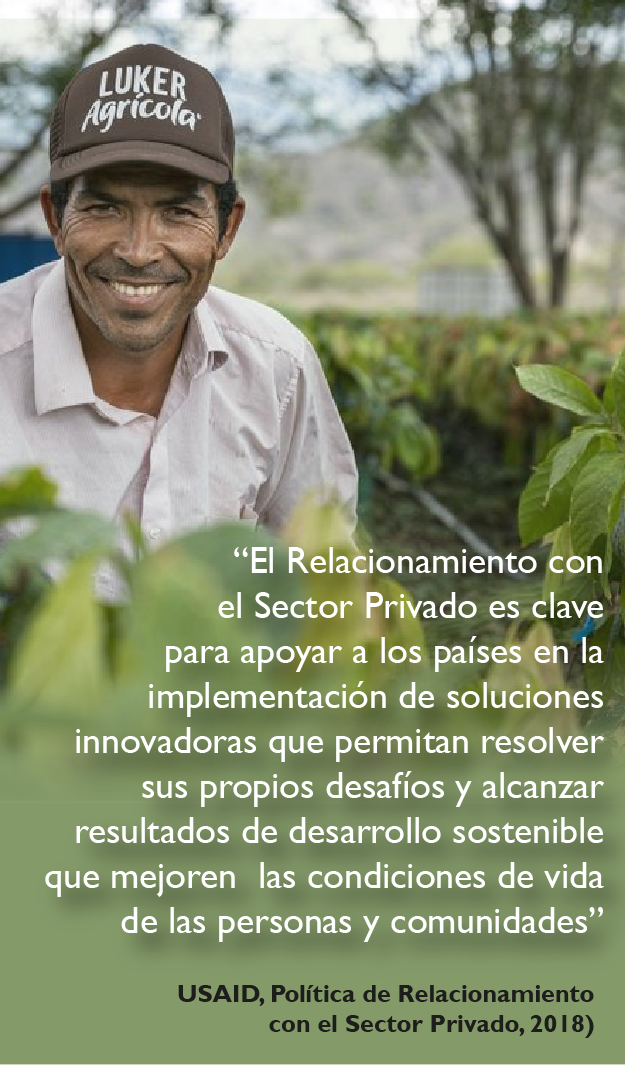 LUKER
Agrícola
“El Relacionamiento con
el Sector Privado es clave
para apoyar a los países en la
implementación de soluciones
innovadoras que permitan resolver
sus propios desafíos y alcanzar
resultados de desarrollo sostenible
que mejoren  las condiciones de vida
de las personas y comunidades”
USAID, Política de Relacionamiento
con el Sector Privado, 2018)